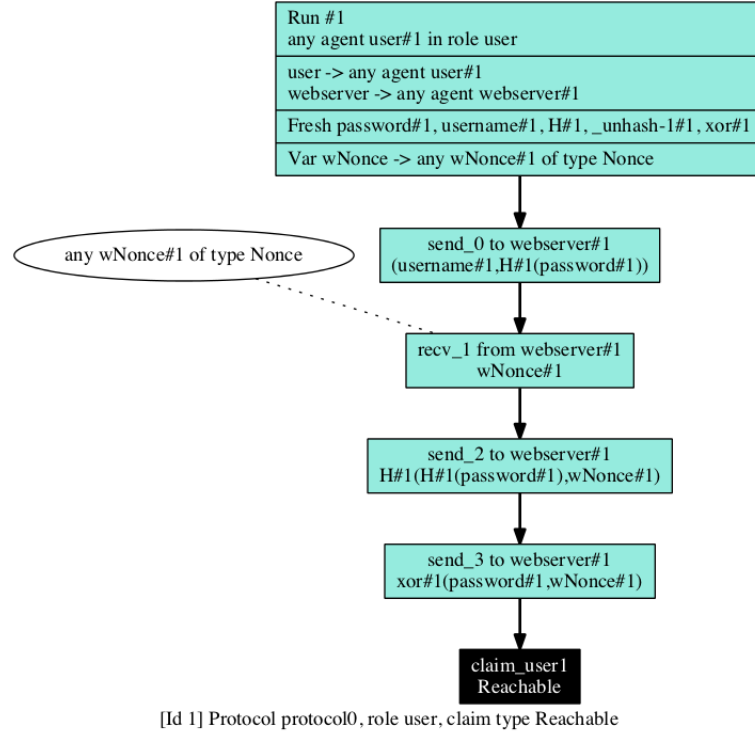 Run #1
any agent user#1 in role user
user -> any agent user#1
webserver -> any agent webserver#1
Fresh password#1, username#1, H#1, _unhash-1#1, xor#1
Var wNonce -> any wNonce#1 of type Nonce
send_0 to webserver#1
(username#1,H#1(password#1))
any wNonce#1 of type Nonce
recv_1 from webserver#1
wNonce#1
send_2 to webserver#1
H#1(H#1(password#1),wNonce#1)
send_3 to webserver#1
xor#1(password#1,wNonce#1)
claim_user1
Reachable
[Id 1] Protocol protocol0, role user, claim type Reachable